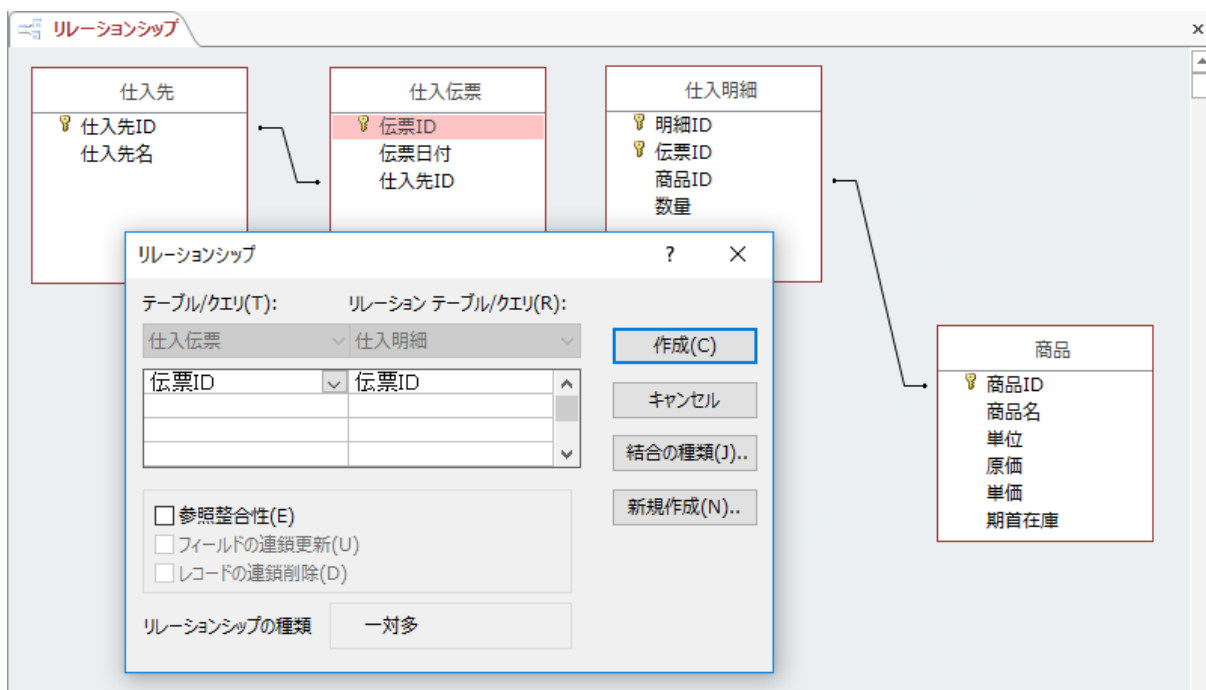 リレーションシップ
仕入先
仕入先ID
仕入先名
仕入伝票
伝票ID
伝票日付
仕入先ID
仕入明細
明細ID
伝票ID
商品ID
数量
商品
商品ID
商品名
単位
原価
単価
期首在庫
リレーションシップ
?
テーブル/クエリ(T):
リレーション テーブル/クエリ(R):
仕入伝票
仕入明細
伝票ID
伝票ID
作成(C)
キャンセル
結合の種類(J)..
新規作成(N)..
参照整合性(E)
フィールドの連鎖更新(U)
レコードの連鎖削除(D)
リレーションシップの種類
一対多